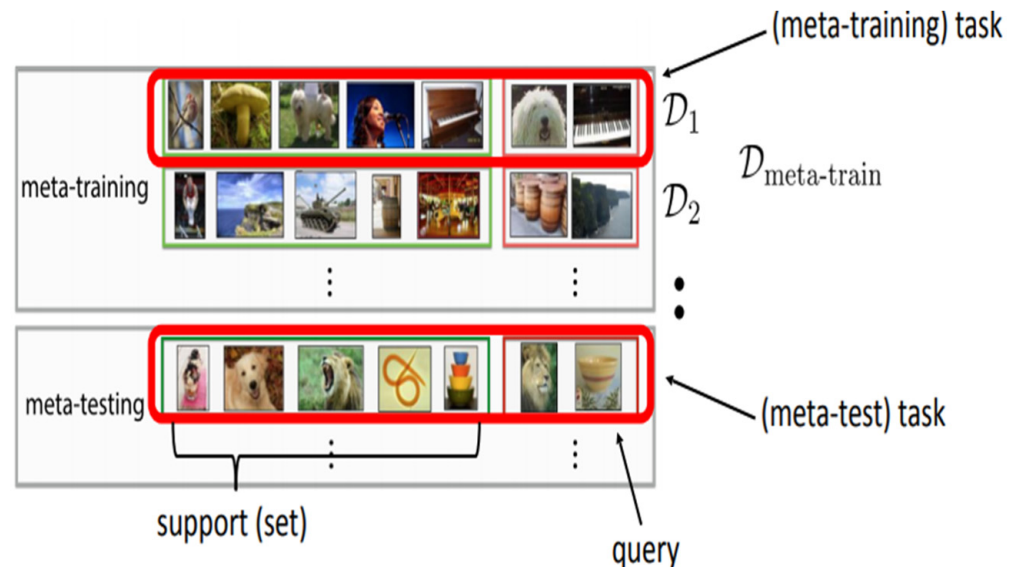 (meta-training) task
𝒟₁
meta-training
𝒟meta-train
𝒟₂
meta-testing
(meta-test) task
support (set)
query